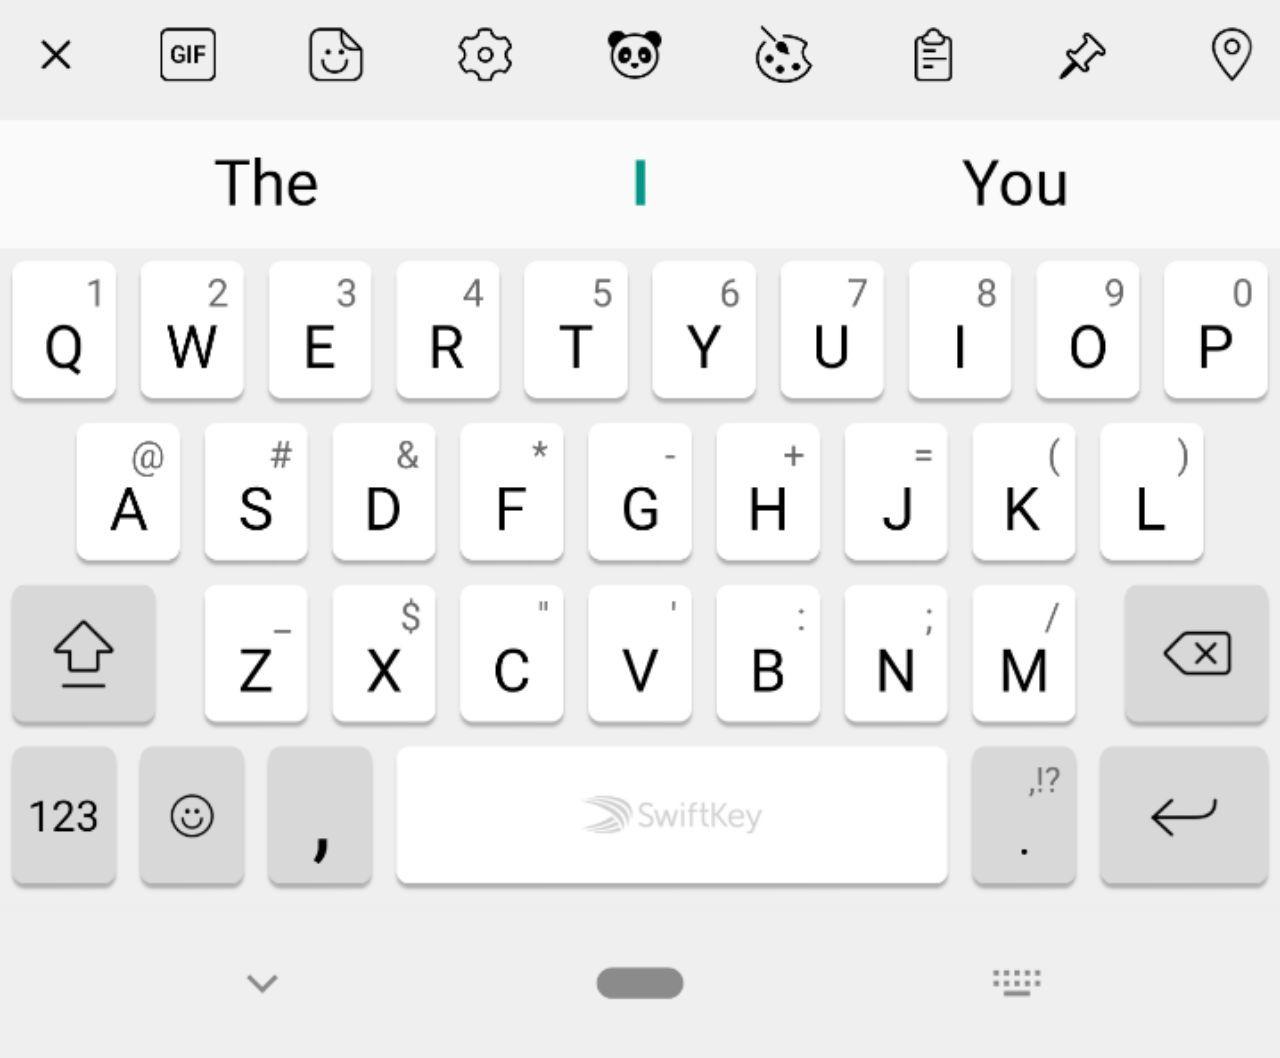 GIF
The I You
1 2 3 4 5 6 7 8 9 0
Q W E R T Y U I O P
@ # & * - + = ( )
A S D F G H J K L
_ $ " ' : ; /
Z X C V B N M
,!?
123 , SwiftKey .